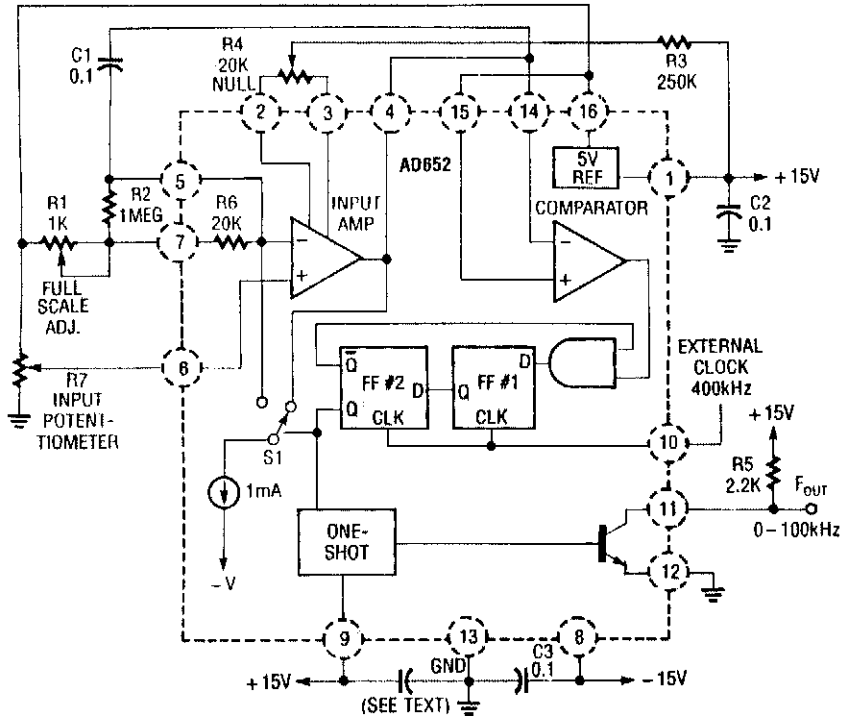 C1
0.1
R4
20K
NULL
R3
250K
2
3
4
15
14
16
AD652
5V
REF
1
+15V
C2
0.1
5
R2
1MEG
R1
1K
7
R6
20K
INPUT
AMP
COMPARATOR
−
+
−
+
FULL
SCALE
ADJ.
6
R7
INPUT
POTEN-
TIOMETER
Q̅
FF #2
D
Q
CLK
Q
FF #1
D
CLK
EXTERNAL
CLOCK
400kHz
10
+15V
R5
2.2K
FOUT
0–100kHz
S1
1mA
−V
ONE-
SHOT
11
12
9
13
8
GND
C3
0.1
+15V
(SEE TEXT)
−15V